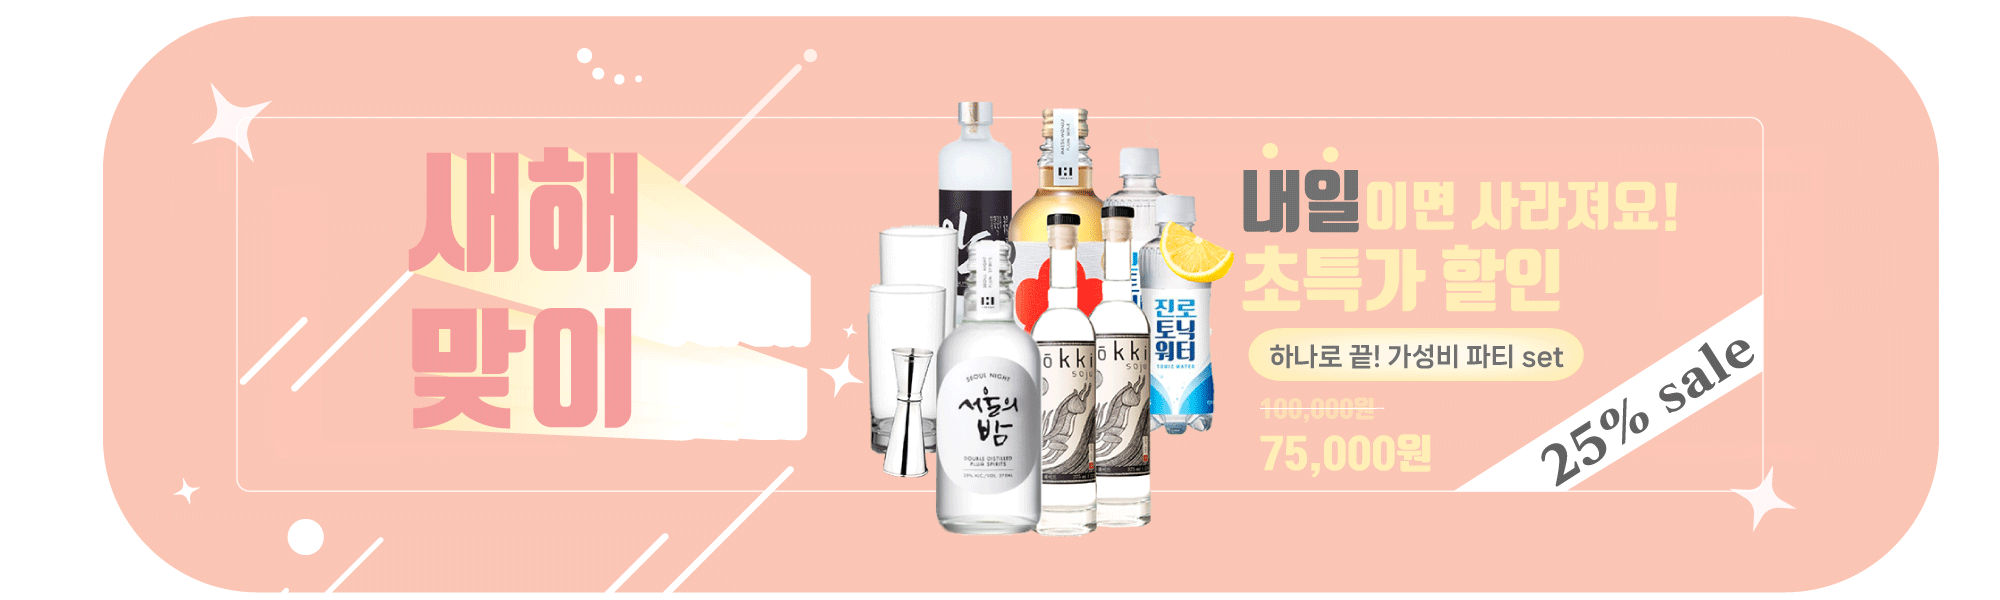 새해
맞이
내일이면 사라져요!
초특가 할인
하나로 끝! 가성비 파티 set
100,000원
75,000원
25% sale
SEOUL NIGHT
서울의
밤
DOUBLE DISTILLED
PLUM SPIRITS
ōkki
soju
ōkki
soju
진로
토닉
워터
TONIC WATER